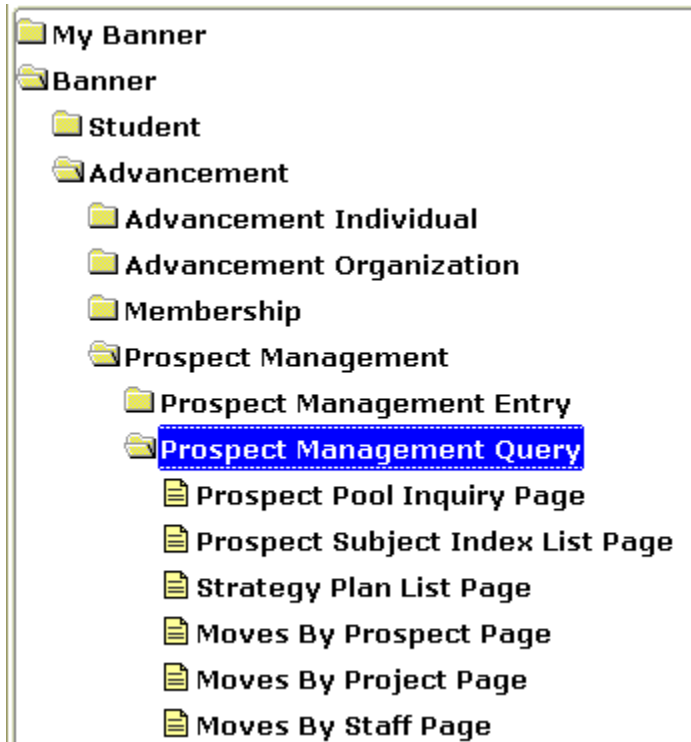 My Banner
Banner
Student
Advancement
Advancement Individual
Advancement Organization
Membership
Prospect Management
Prospect Management Entry
Prospect Management Query
Prospect Pool Inquiry Page
Prospect Subject Index List Page
Strategy Plan List Page
Moves By Prospect Page
Moves By Project Page
Moves By Staff Page